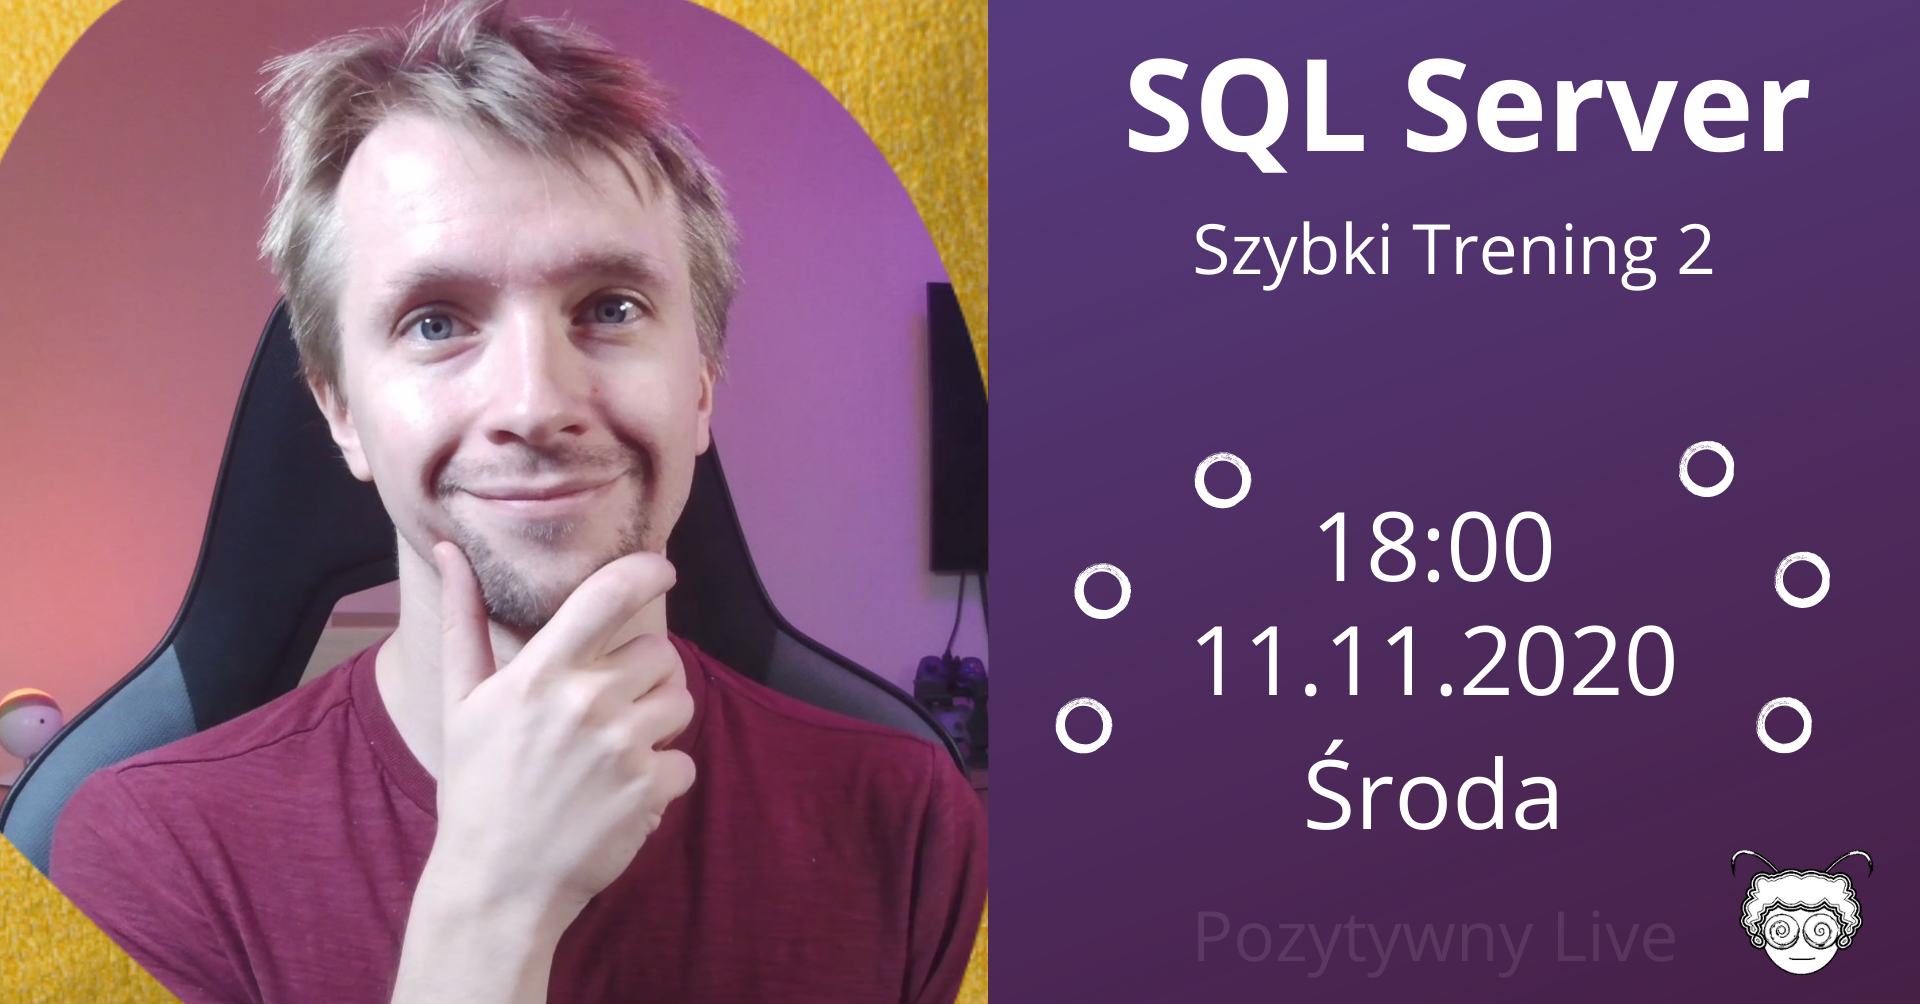 SQL Server
Szybki Trening 2
18:00
11.11.2020
Środa
Pozytywny Live